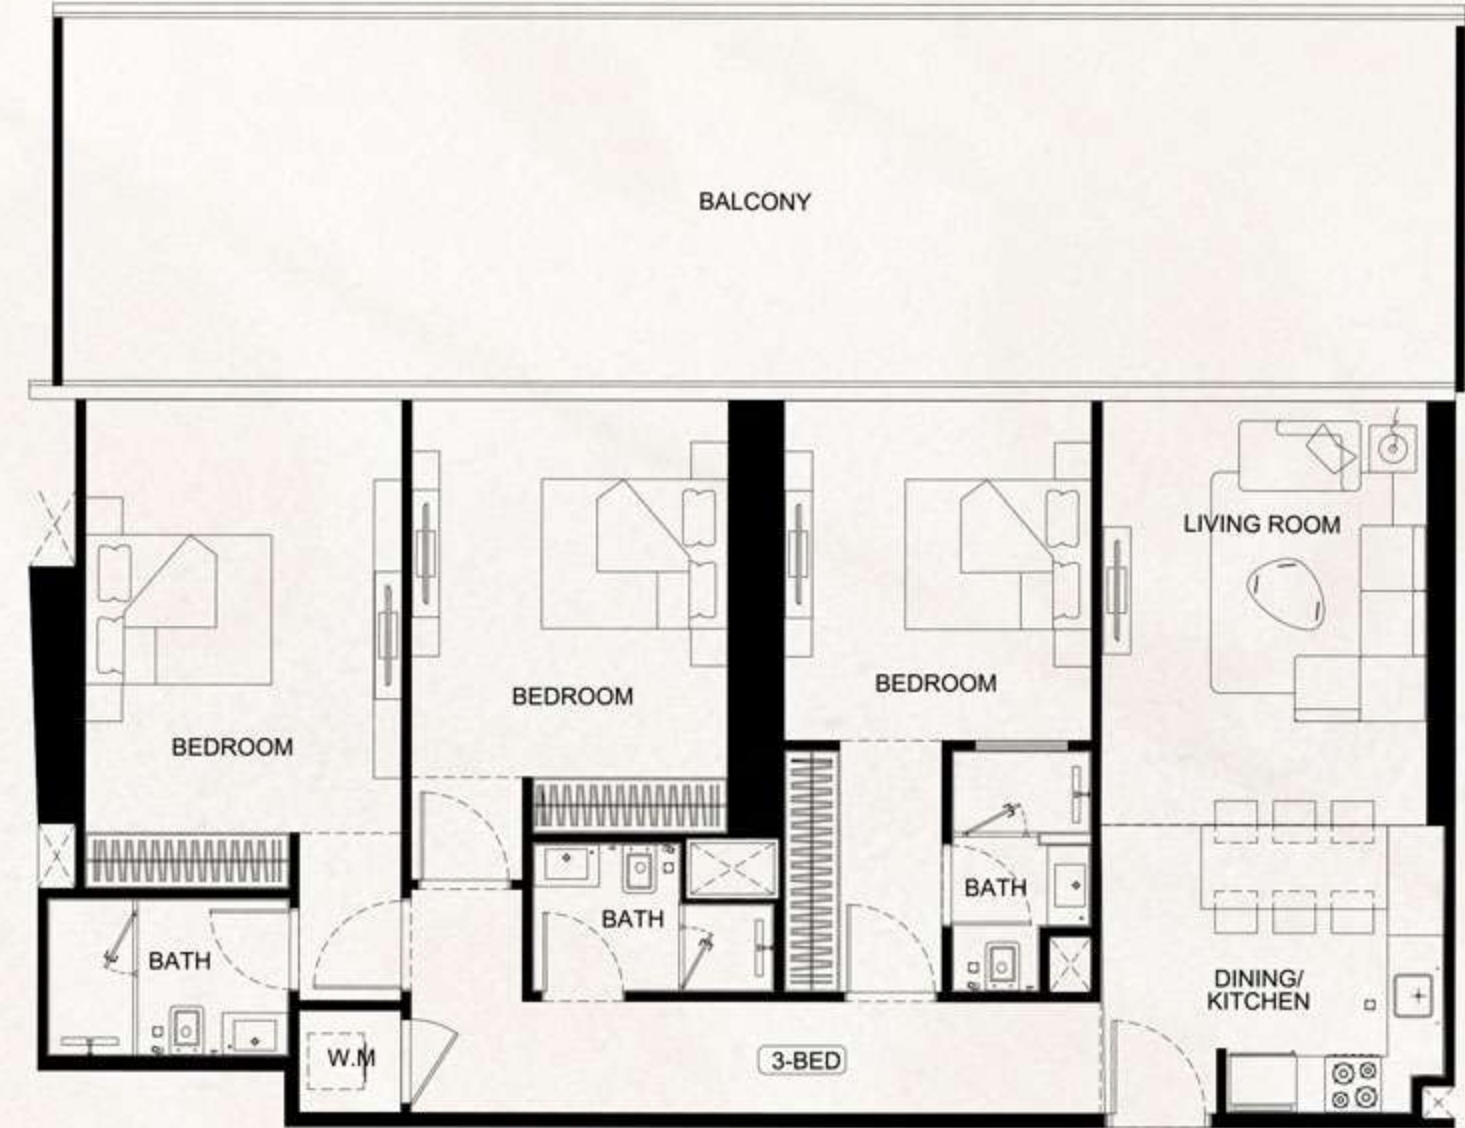 BALCONY
LIVING ROOM
BEDROOM
BEDROOM
BEDROOM
BATH
BATH
BATH
DINING/
KITCHEN
W.M
3-BED